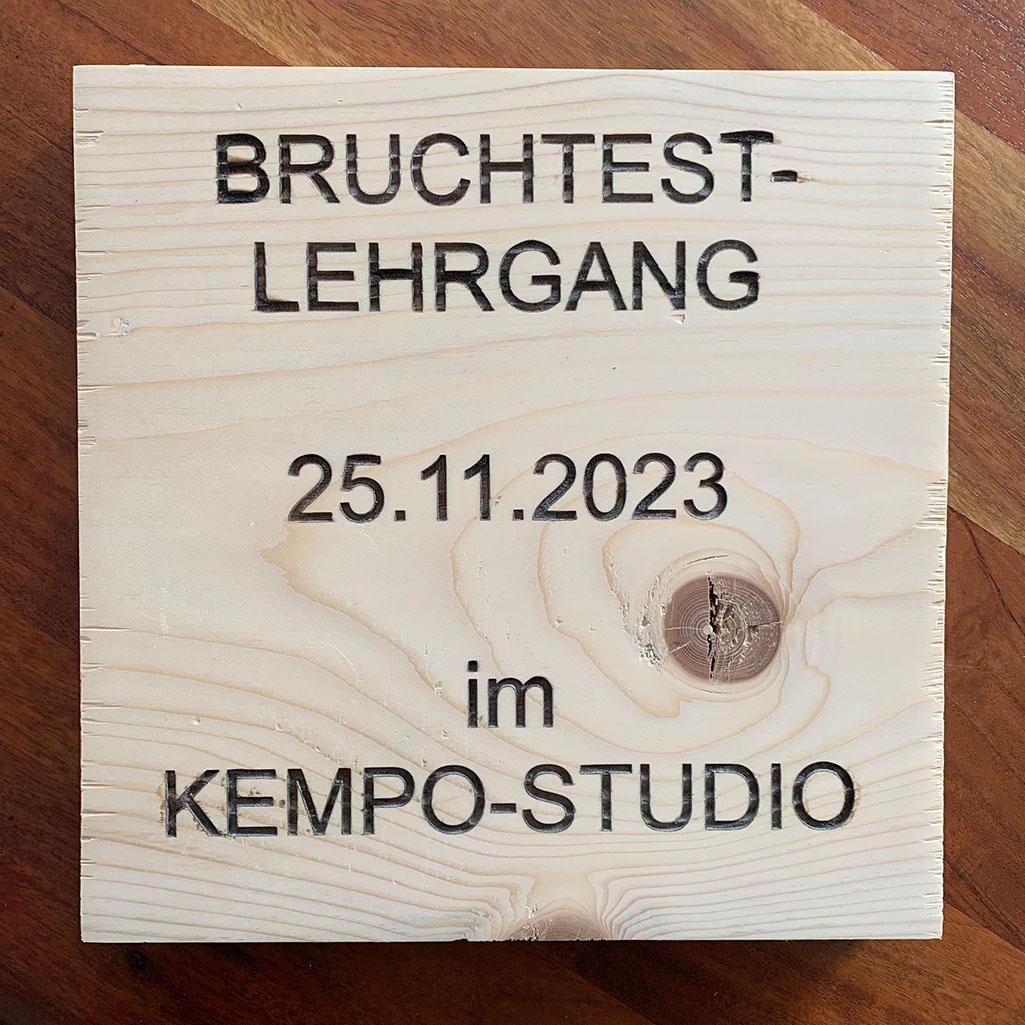 BRUCHTEST-
LEHRGANG
25.11.2023
im
KEMPO-STUDIO